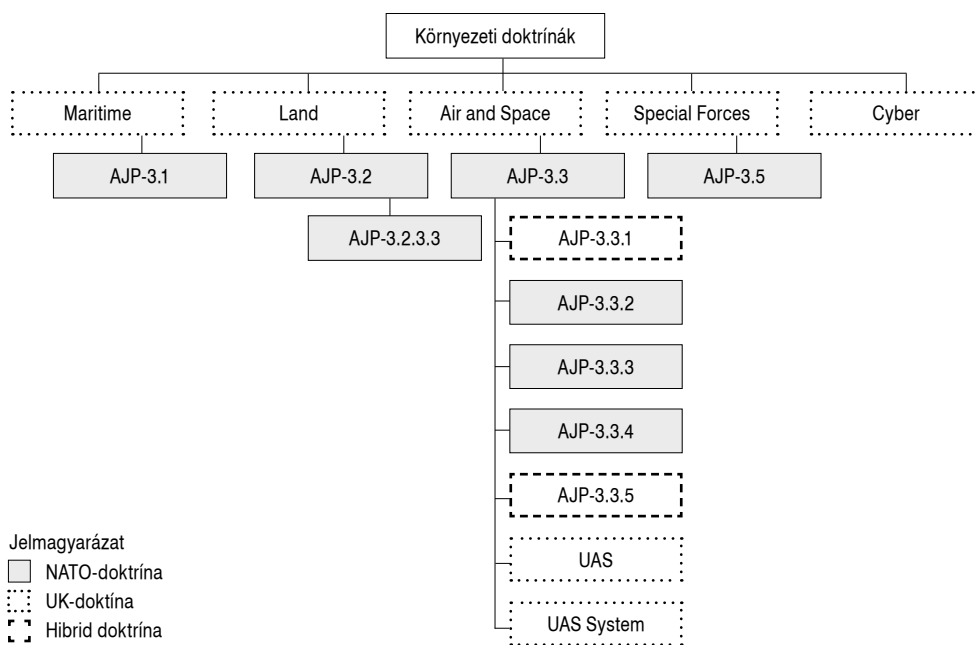 Környezeti doktrínák
Maritime
Land
Air and Space
Special Forces
Cyber
AJP-3.1
AJP-3.2
AJP-3.3
AJP-3.5
AJP-3.2.3.3
AJP-3.3.1
AJP-3.3.2
AJP-3.3.3
AJP-3.3.4
AJP-3.3.5
UAS
UAS System
Jelmagyarázat
NATO-doktrína
UK-doktína
Hibrid doktrína